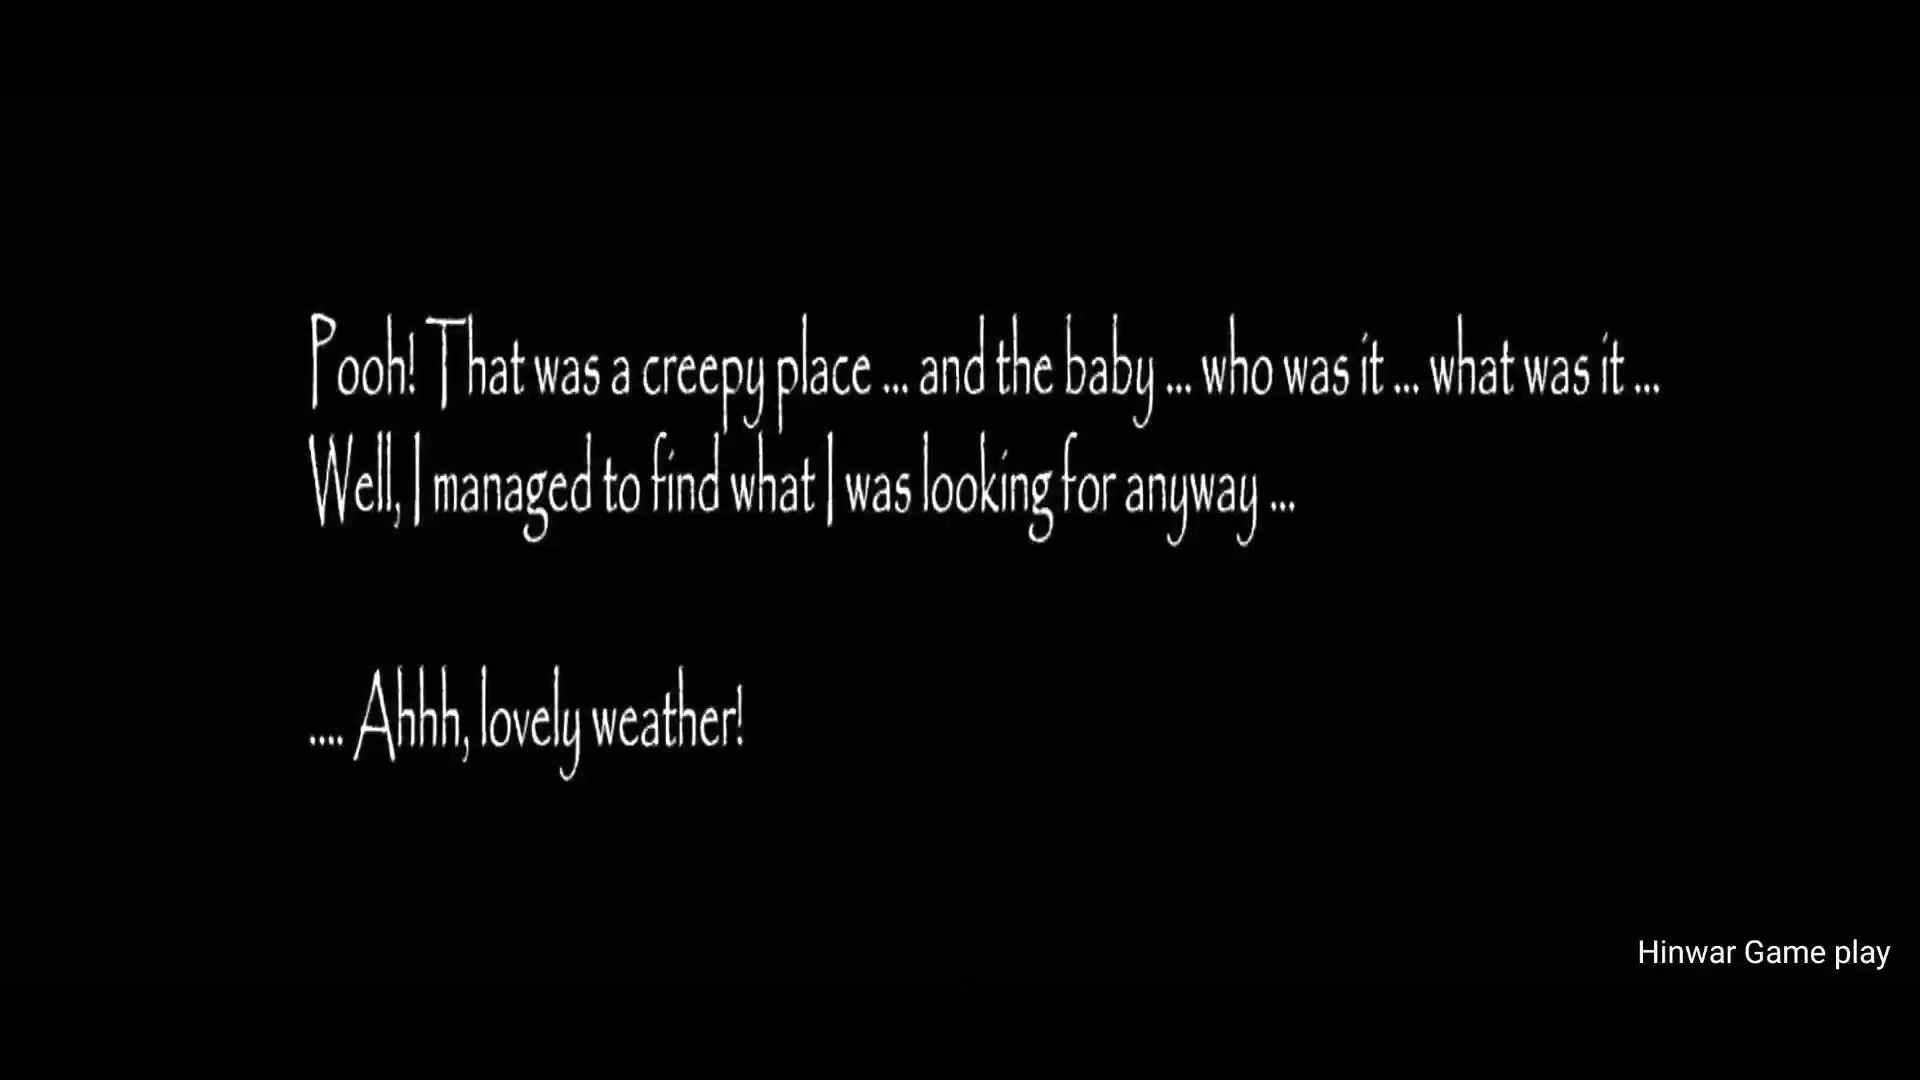 Pooh! That was a creepy place ... and the baby ... who was it ... what was it ...
Well, I managed to find what I was looking for anyway ...
.... Ahhh, lovely weather!
Hinwar Game play